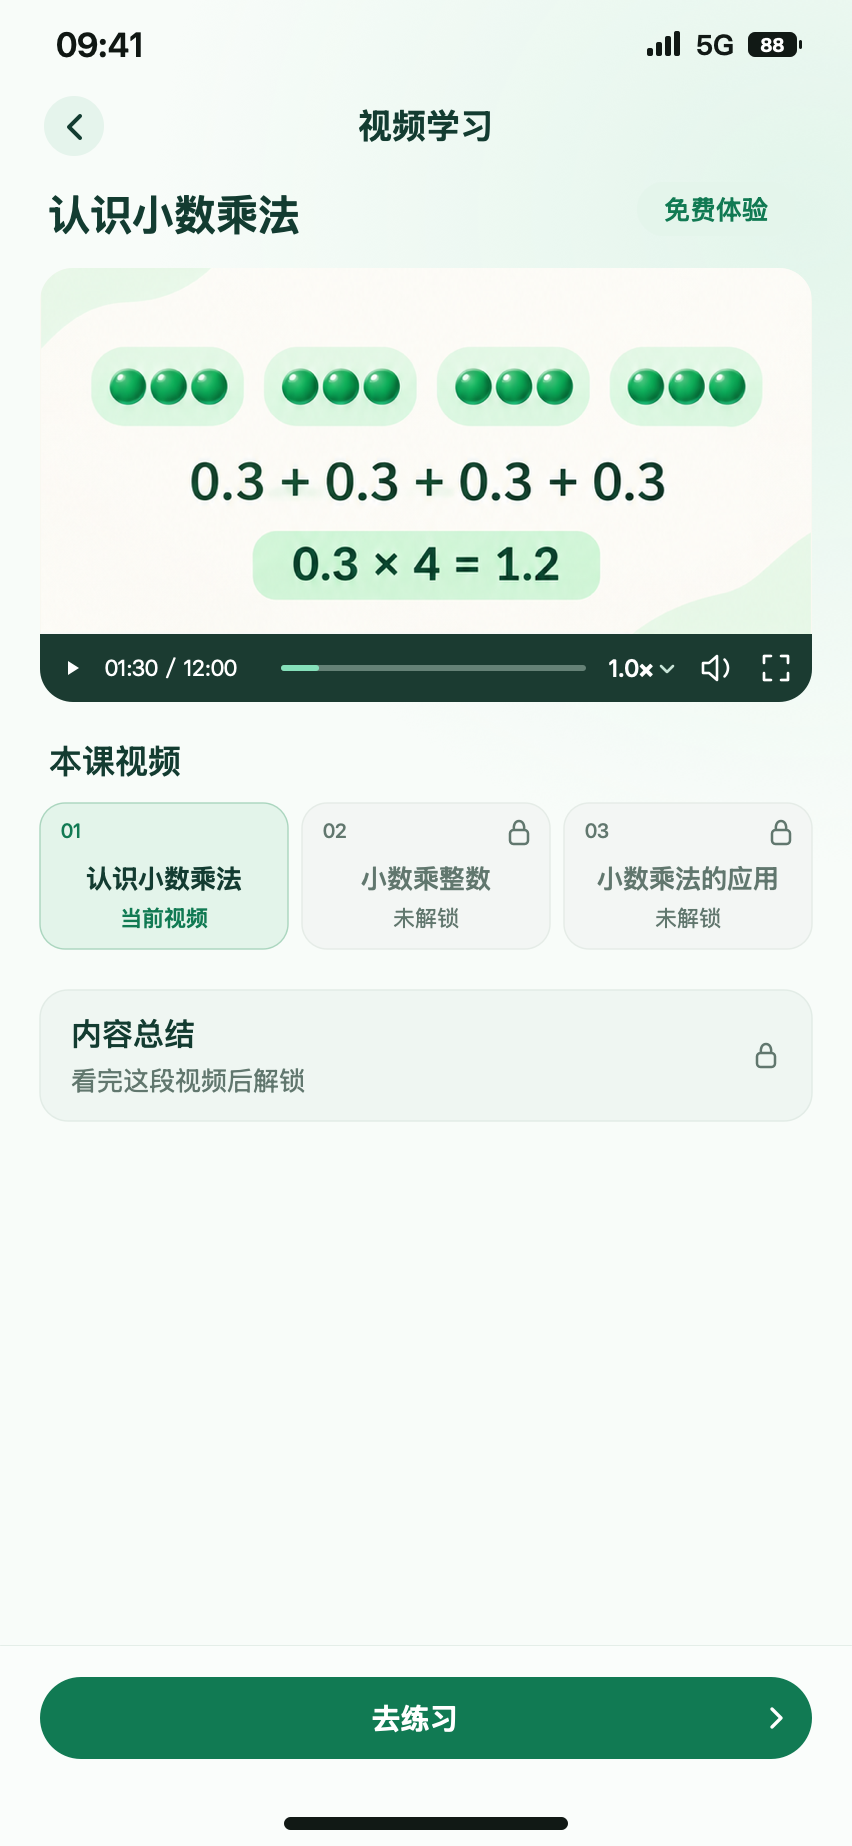 09:41
5G 88
视频学习
认识小数乘法
免费体验
0.3 + 0.3 + 0.3 + 0.3
0.3 × 4 = 1.2
01:30 / 12:00
1.0×
本课视频
01
认识小数乘法
当前视频
02
小数乘整数
未解锁
03
小数乘法的应用
未解锁
内容总结
看完这段视频后解锁
去练习